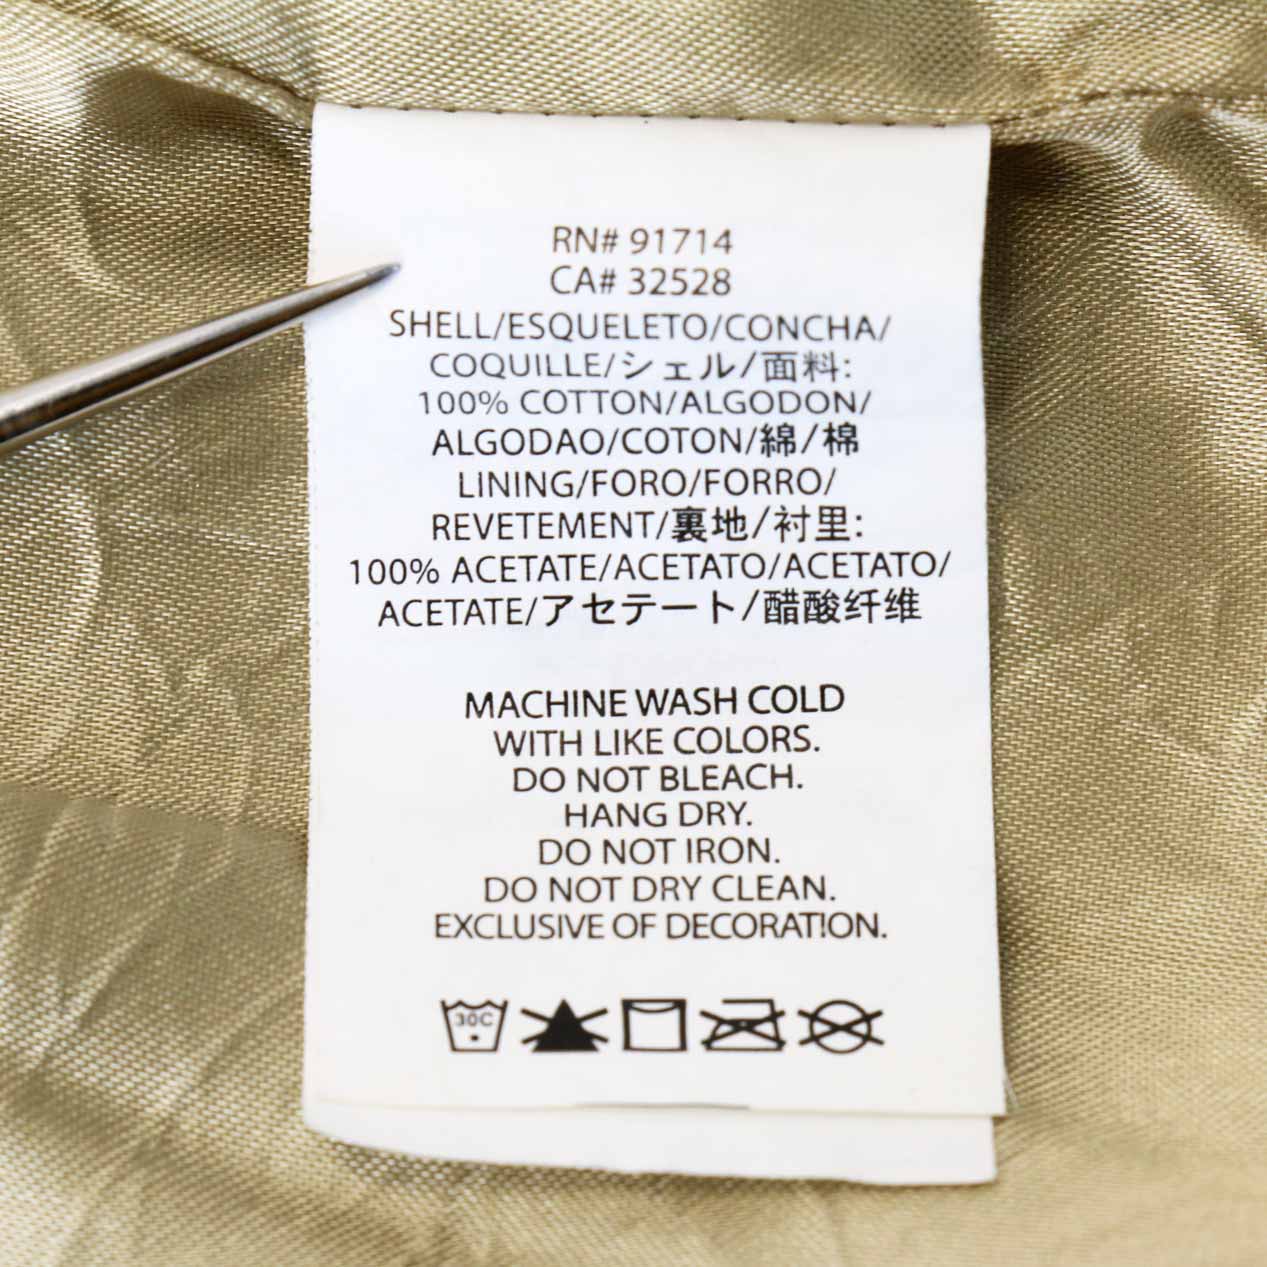 RN# 91714
CA# 32528
SHELL/ESQUELETO/CONCHA/
COQUILLE/シェル/面料:
100% COTTON/ALGODON/
ALGODAO/COTON/綿/棉
LINING/FORO/FORRO/
REVETEMENT/裏地/衬里:
100% ACETATE/ACETATO/ACETATO/
ACETATE/アセテート/醋酸纤维
MACHINE WASH COLD
WITH LIKE COLORS.
DO NOT BLEACH.
HANG DRY.
DO NOT IRON.
DO NOT DRY CLEAN.
EXCLUSIVE OF DECORATION.
30C